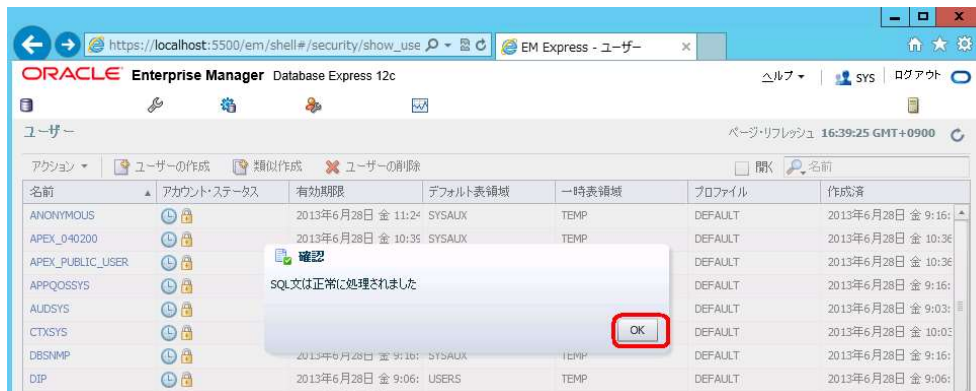 https://localhost:5500/em/shell#/security/show_use
EM Express - ユーザー
ORACLE Enterprise Manager Database Express 12c
ヘルプ SYS ログアウト
ユーザー
ページ・リフレッシュ 16:39:25 GMT+0900
アクション ユーザーの作成 類似作成 ユーザーの削除 開く 名前
名前 アカウント・ステータス 有効期限 デフォルト表領域 一時表領域 プロファイル 作成済
ANONYMOUS 2013年6月28日 金 11:24 SYSAUX TEMP DEFAULT 2013年6月28日 金 9:16:
APEX_040200 2013年6月28日 金 10:39 SYSAUX TEMP DEFAULT 2013年6月28日 金 10:36
APEX_PUBLIC_USER DEFAULT 2013年6月28日 金 10:36
確認
SQL文は正常に処理されました
OK
APPQOSSYS DEFAULT 2013年6月28日 金 9:16:
AUDSYS DEFAULT 2013年6月28日 金 9:03:
CTXSYS DEFAULT 2013年6月28日 金 10:03
DBSNMP 2013年6月28日 金 9:16: SYSAUX TEMP DEFAULT 2013年6月28日 金 9:16:
DIP 2013年6月28日 金 9:06: USERS TEMP DEFAULT 2013年6月28日 金 9:06: